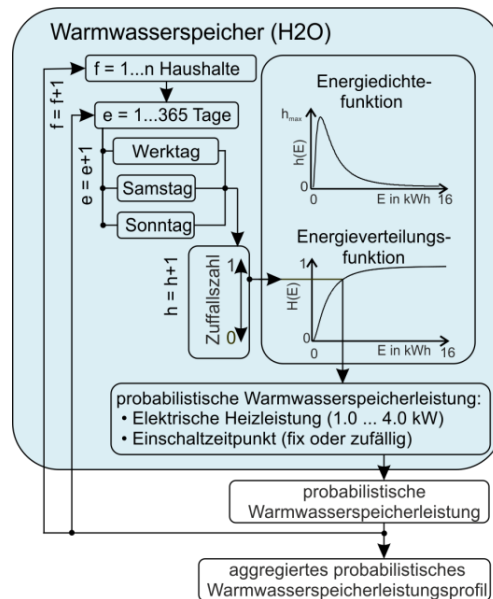 Warmwasserspeicher (H2O)
f = 1...n Haushalte
f = f+1
e = 1...365 Tage
e = e+1
Werktag
Samstag
Sonntag
h = h+1
Zuffallszahl
1
0
Energiedichte-
funktion
hmax
h(E)
0
0
E in kWh 16
Energieverteilungs-
funktion
1
H(E)
0
0
E in kWh 16
probabilistische Warmwasserspeicherleistung:
• Elektrische Heizleistung (1.0 ... 4.0 kW)
• Einschaltzeitpunkt (fix oder zufällig)
probabilistische
Warmwasserspeicherleistung
aggregiertes probabilistisches
Warmwasserspeicherleistungsprofil